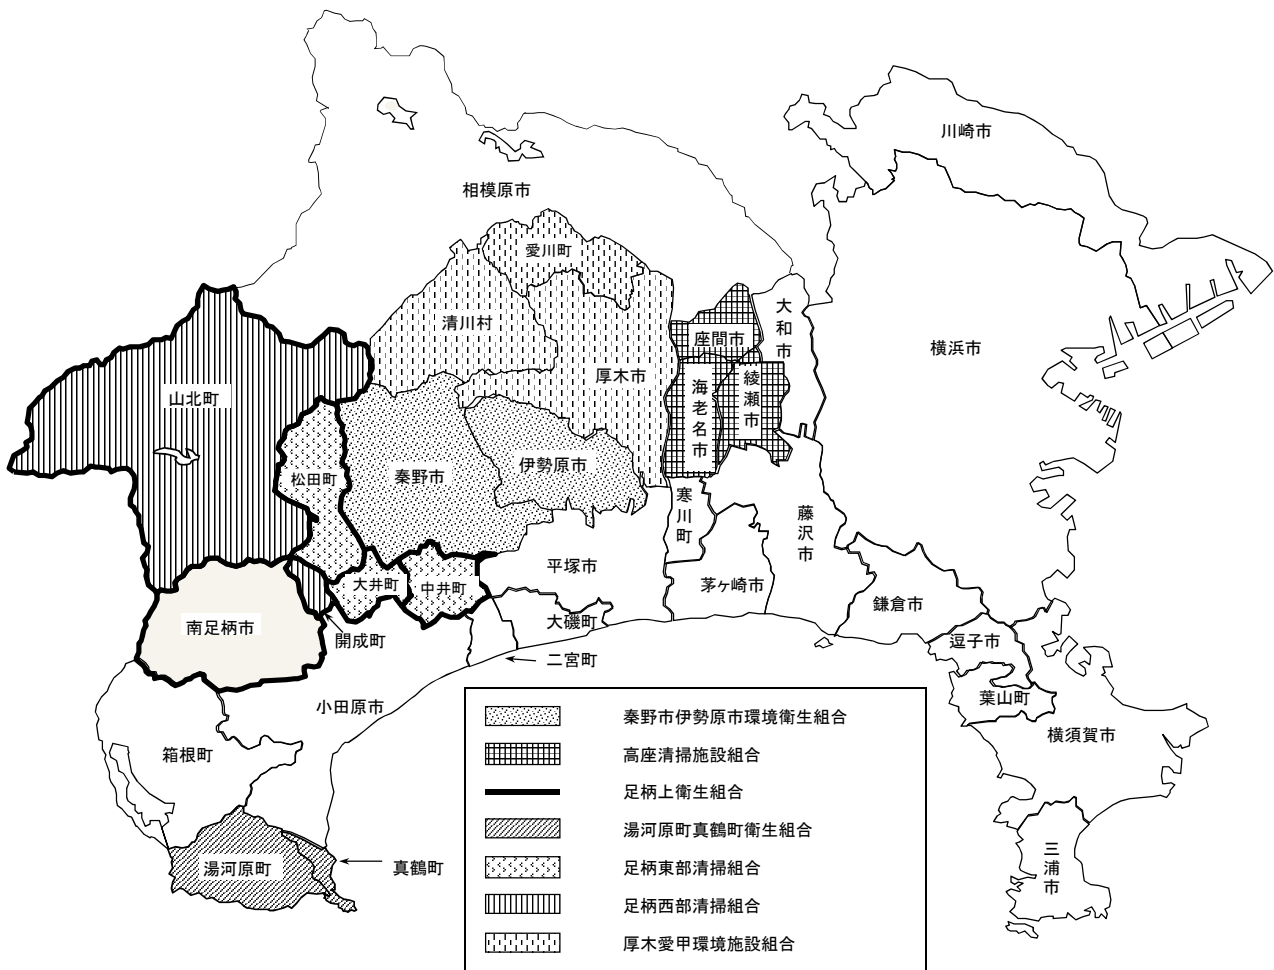 川崎市
相模原市
愛川町
清川村
大和市
座間市
横浜市
厚木市
綾瀬市
海老名市
山北町
伊勢原市
秦野市
松田町
寒川町
藤沢市
平塚市
大井町
中井町
茅ヶ崎市
鎌倉市
大磯町
南足柄市
開成町
逗子市
二宮町
葉山町
小田原市
横須賀市
箱根町
三浦市
湯河原町
真鶴町
秦野市伊勢原市環境衛生組合
高座清掃施設組合
足柄上衛生組合
湯河原町真鶴町衛生組合
足柄東部清掃組合
足柄西部清掃組合
厚木愛甲環境施設組合